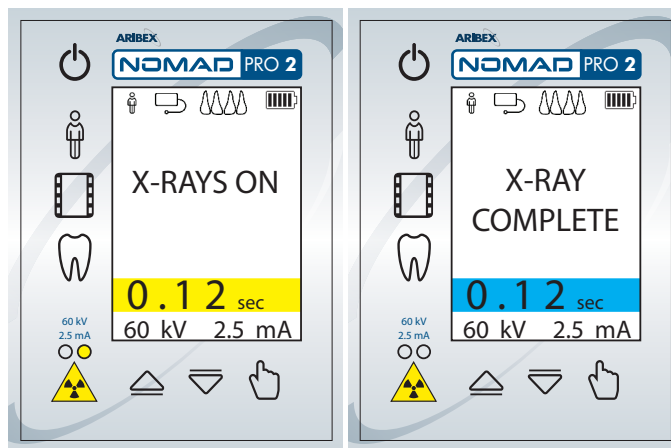 ARIBEX
NOMAD PRO 2
X-RAYS ON
0.12 sec
60 kV 2.5 mA
60 kV
2.5 mA
ARIBEX
NOMAD PRO 2
X-RAY
COMPLETE
0.12 sec
60 kV 2.5 mA
60 kV
2.5 mA